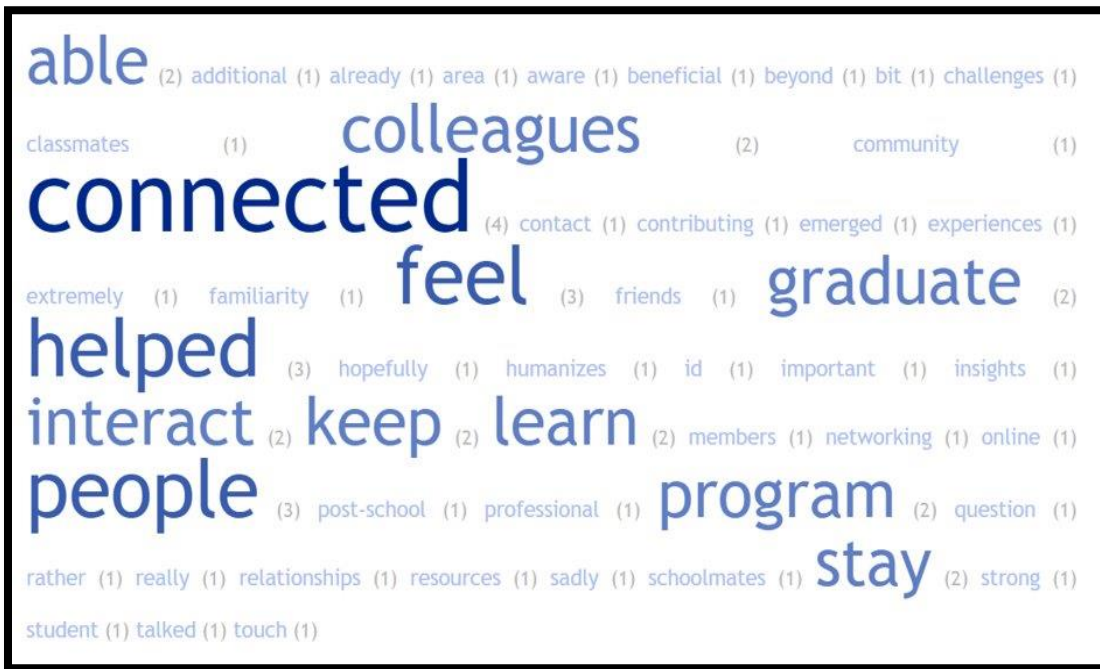 able (2) additional (1) already (1) area (1) aware (1) beneficial (1) beyond (1) bit (1) challenges (1)
classmates (1) colleagues (2) community (1)
connected (4) contact (1) contributing (1) emerged (1) experiences (1)
extremely (1) familiarity (1) feel (3) friends (1) graduate (2)
helped (3) hopefully (1) humanizes (1) id (1) important (1) insights (1)
interact (2) keep (2) learn (2) members (1) networking (1) online (1)
people (3) post-school (1) professional (1) program (2) question (1)
rather (1) really (1) relationships (1) resources (1) sadly (1) schoolmates (1) stay (2) strong (1)
student (1) talked (1) touch (1)